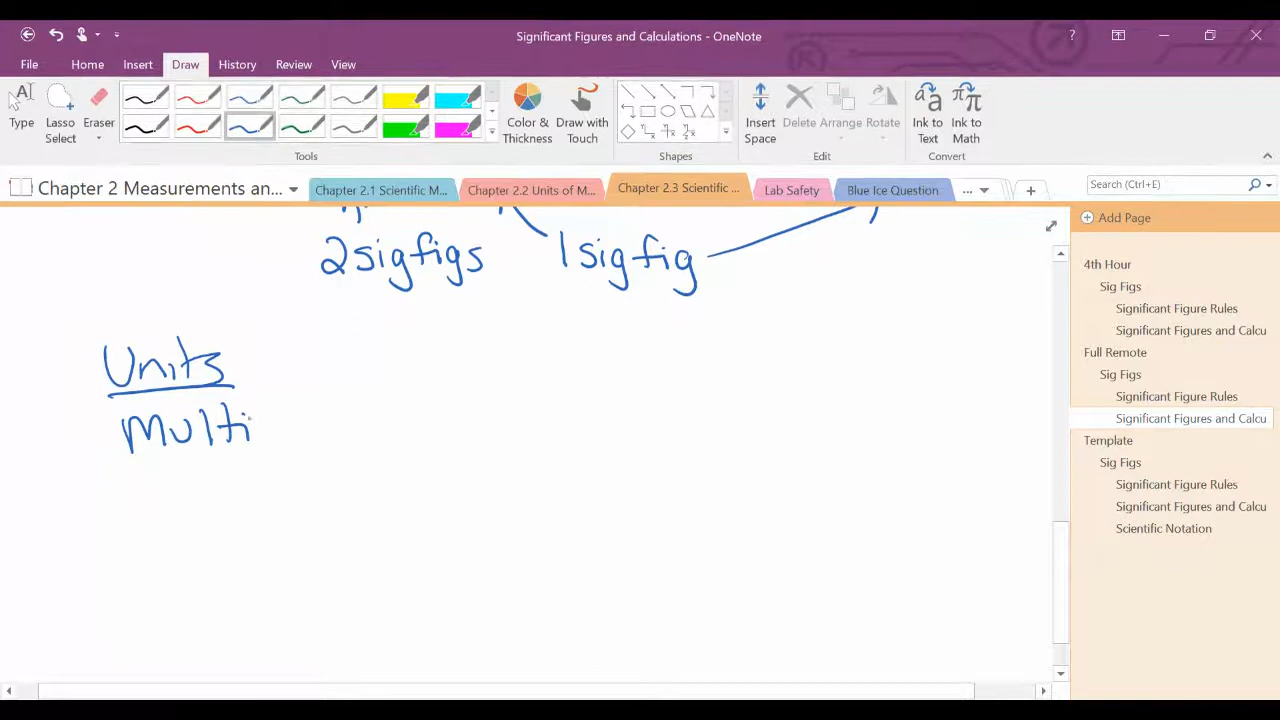 Significant Figures and Calculations - OneNote
?
File Home Insert Draw History Review View
Type
Lasso Select
Eraser
Color & Thickness
Draw with Touch
Insert Space
Delete Arrange Rotate
Ink to Text
Ink to Math
Tools Shapes Edit Convert
Chapter 2 Measurements an...
Chapter 2.1 Scientific M...
Chapter 2.2 Units of M...
Chapter 2.3 Scientific ...
Lab Safety
Blue Ice Question
...
Search (Ctrl+E)
2 sigfigs 1 sigfig
Units
Multi
Add Page
4th Hour
Sig Figs
Significant Figure Rules
Significant Figures and Calcu
Full Remote
Sig Figs
Significant Figure Rules
Significant Figures and Calcu
Template
Sig Figs
Significant Figure Rules
Significant Figures and Calcu
Scientific Notation